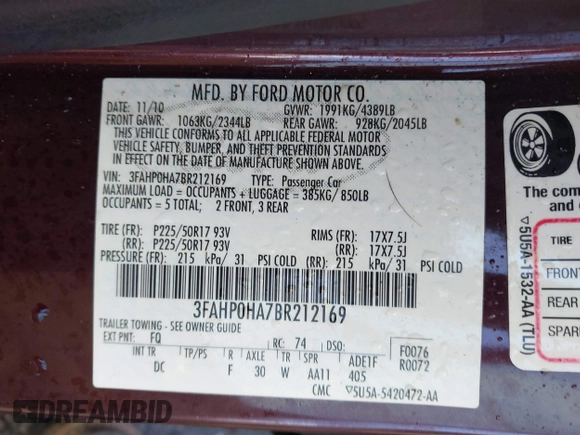 MFD. BY FORD MOTOR CO.
DATE: 11/10 GVWR: 1991KG/4389LB
FRONT GAWR: 1063KG/2344LB REAR GAWR: 928KG/2045LB
THIS VEHICLE CONFORMS TO ALL APPLICABLE FEDERAL MOTOR
VEHICLE SAFETY, BUMPER, AND THEFT PREVENTION STANDARDS
IN EFFECT ON THE DATE OF MANUFACTURE SHOWN ABOVE.
VIN: 3FAHP0HA7BR212169 TYPE: Passenger Car
MAXIMUM LOAD = OCCUPANTS + LUGGAGE = 385KG/ 850LB
OCCUPANTS = 5 TOTAL; 2 FRONT, 3 REAR
TIRE (FR): P225/50R17 93V RIMS (FR): 17X7.5J
(RR): P225/50R17 93V (RR): 17X7.5J
PRESSURE (FR): 215 kPa/ 31 PSI COLD (RR): 215 kPa/ 31 PSI COLD
3FAHP0HA7BR212169
TRAILER TOWING - SEE OWNER GUIDE
EXT PNT: FQ RC: 74 DSO: F0076
R0072
INT TR TP/PS R AXLE TR SPR ADE1F
DC F 30 W AA11 405
CMC ▽5U5A-5420472-AA
The com
and
TIRE
FRONT
REAR
SPARE
▽5U5A-1532-AA (TLU)
DREAMBID